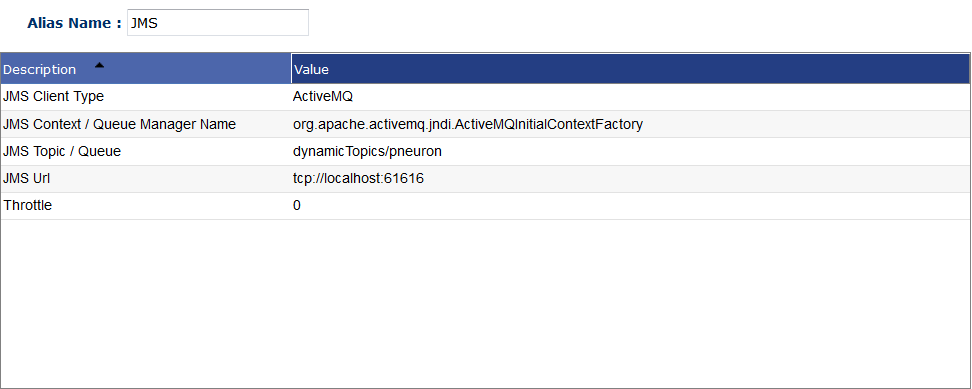 Alias Name : JMS
Description Value
JMS Client Type ActiveMQ
JMS Context / Queue Manager Name org.apache.activemq.jndi.ActiveMQInitialContextFactory
JMS Topic / Queue dynamicTopics/pneuron
JMS Url tcp://localhost:61616
Throttle 0